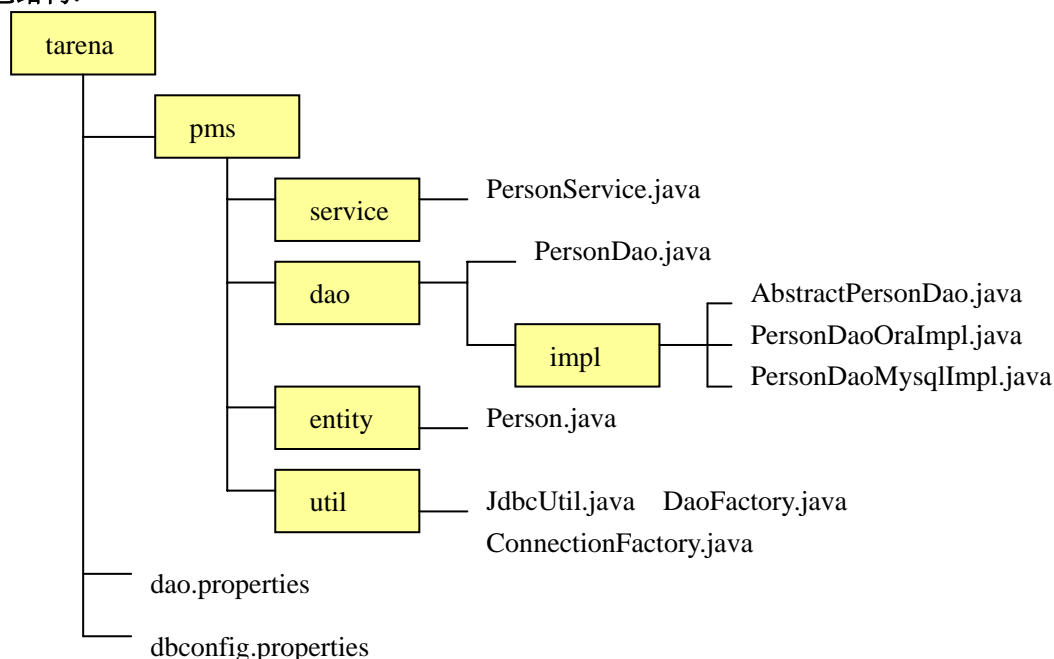 tarena
pms
service
PersonService.java
PersonDao.java
dao
AbstractPersonDao.java
PersonDaoOraImpl.java
impl
PersonDaoMysqlImpl.java
entity
Person.java
util
JdbcUtil.java DaoFactory.java
ConnectionFactory.java
dao.properties
dbconfig.properties